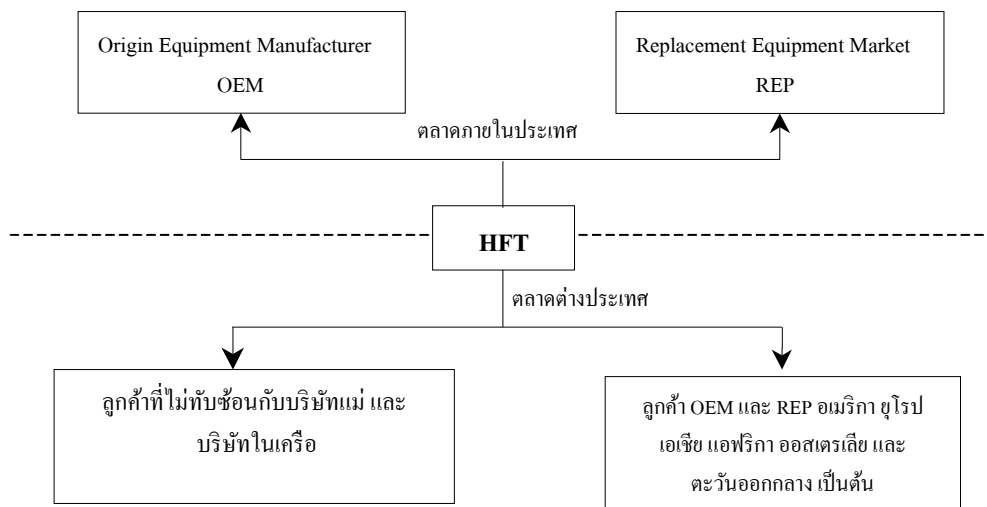 Origin Equipment Manufacturer
OEM
Replacement Equipment Market
REP
ตลาดภายในประเทศ
HFT
ตลาดต่างประเทศ
ลูกค้าที่ไม่ทับซ้อนกับบริษัทแม่ และ
บริษัทในเครือ
ลูกค้า OEM และ REP อเมริกา ยุโรป
เอเชีย แอฟริกา ออสเตรเลีย และ
ตะวันออกกลาง เป็นต้น